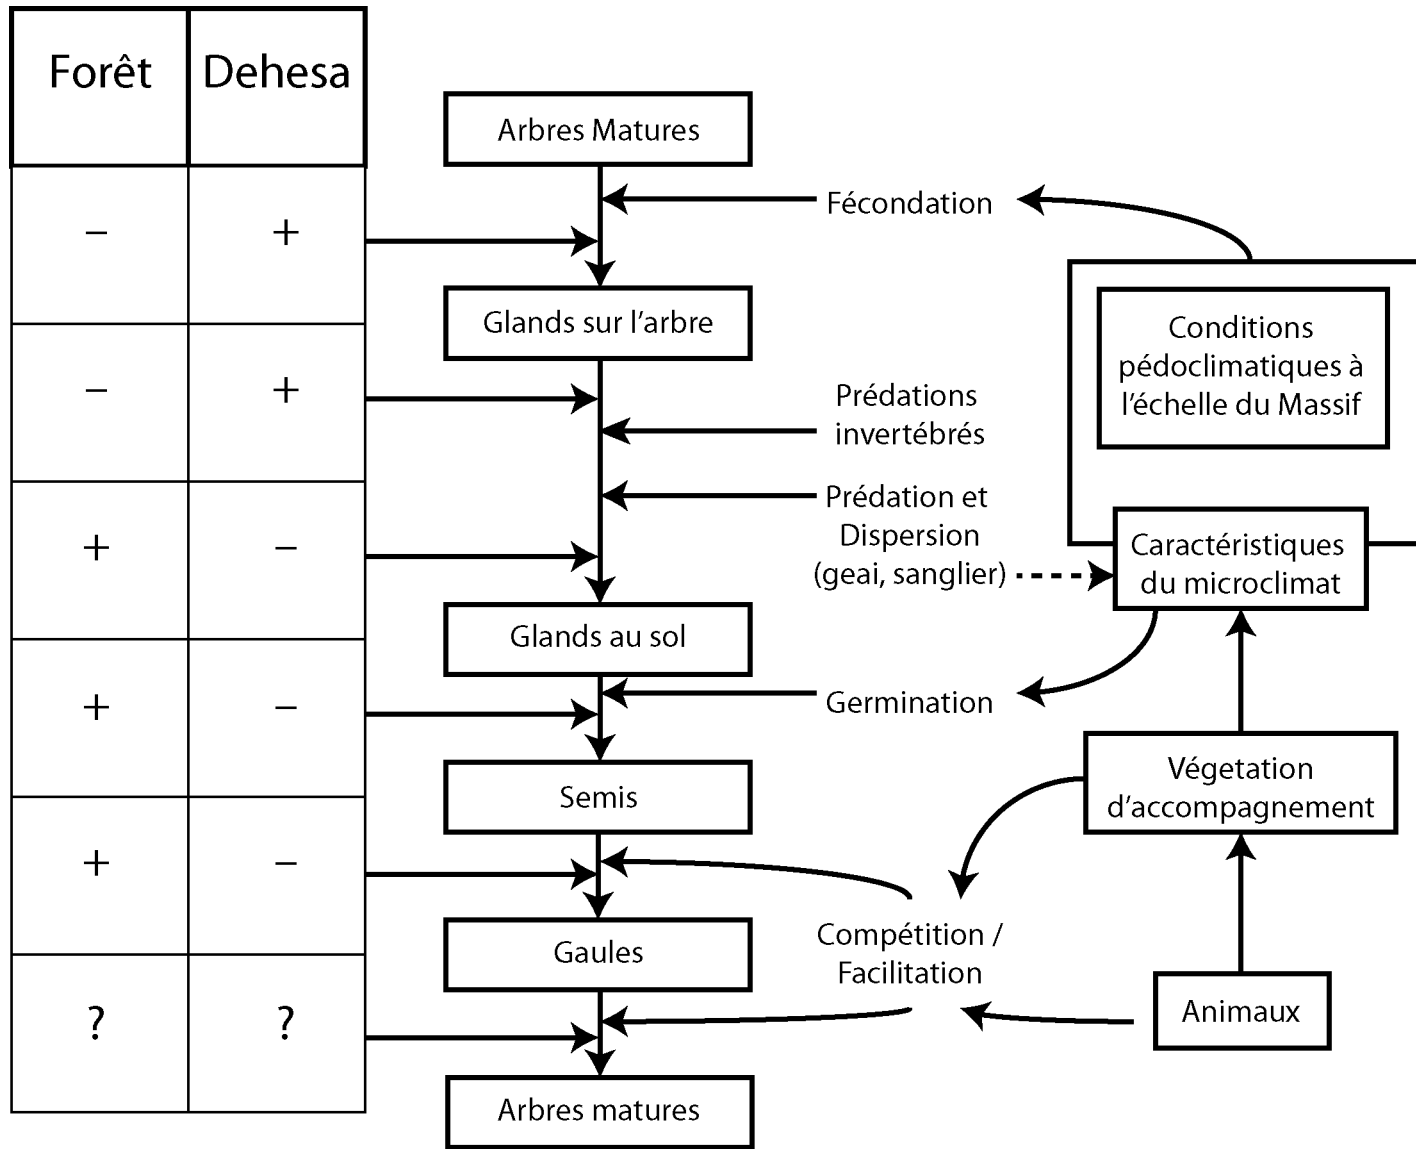 Forêt
Dehesa
– +
– +
+ –
+ –
+ –
? ?
Arbres Matures
Glands sur l’arbre
Glands au sol
Semis
Gaules
Arbres matures
Fécondation
Prédations
invertébrés
Prédation et
Dispersion
(geai, sanglier)
Germination
Compétition /
Facilitation
Conditions
pédoclimatiques à
l’échelle du Massif
Caractéristiques
du microclimat
Végetation
d’accompagnement
Animaux